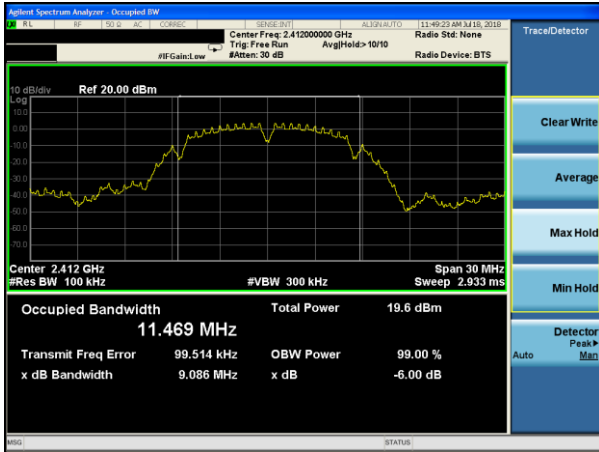 Agilent Spectrum Analyzer - Occupied BW
RL RF 50 Ω AC CORREC SENSE:INT ALIGNAUTO 11:49:23 AM Jul 18, 2018
Center Freq: 2.412000000 GHz Radio Std: None
Trig: Free Run Avg|Hold:> 10/10
#IFGain:Low #Atten: 30 dB Radio Device: BTS
Trace/Detector
10 dB/div Ref 20.00 dBm
Log
10.0
0.00
-10.0
-20.0
-30.0
-40.0
-50.0
-60.0
-70.0
Center 2.412 GHz Span 30 MHz
#Res BW 100 kHz #VBW 300 kHz Sweep 2.933 ms
Occupied Bandwidth Total Power 19.6 dBm
11.469 MHz
Transmit Freq Error 99.514 kHz OBW Power 99.00 %
x dB Bandwidth 9.086 MHz x dB -6.00 dB
Clear Write
Average
Max Hold
Min Hold
Detector
Peak▶
Auto Man
MSG STATUS